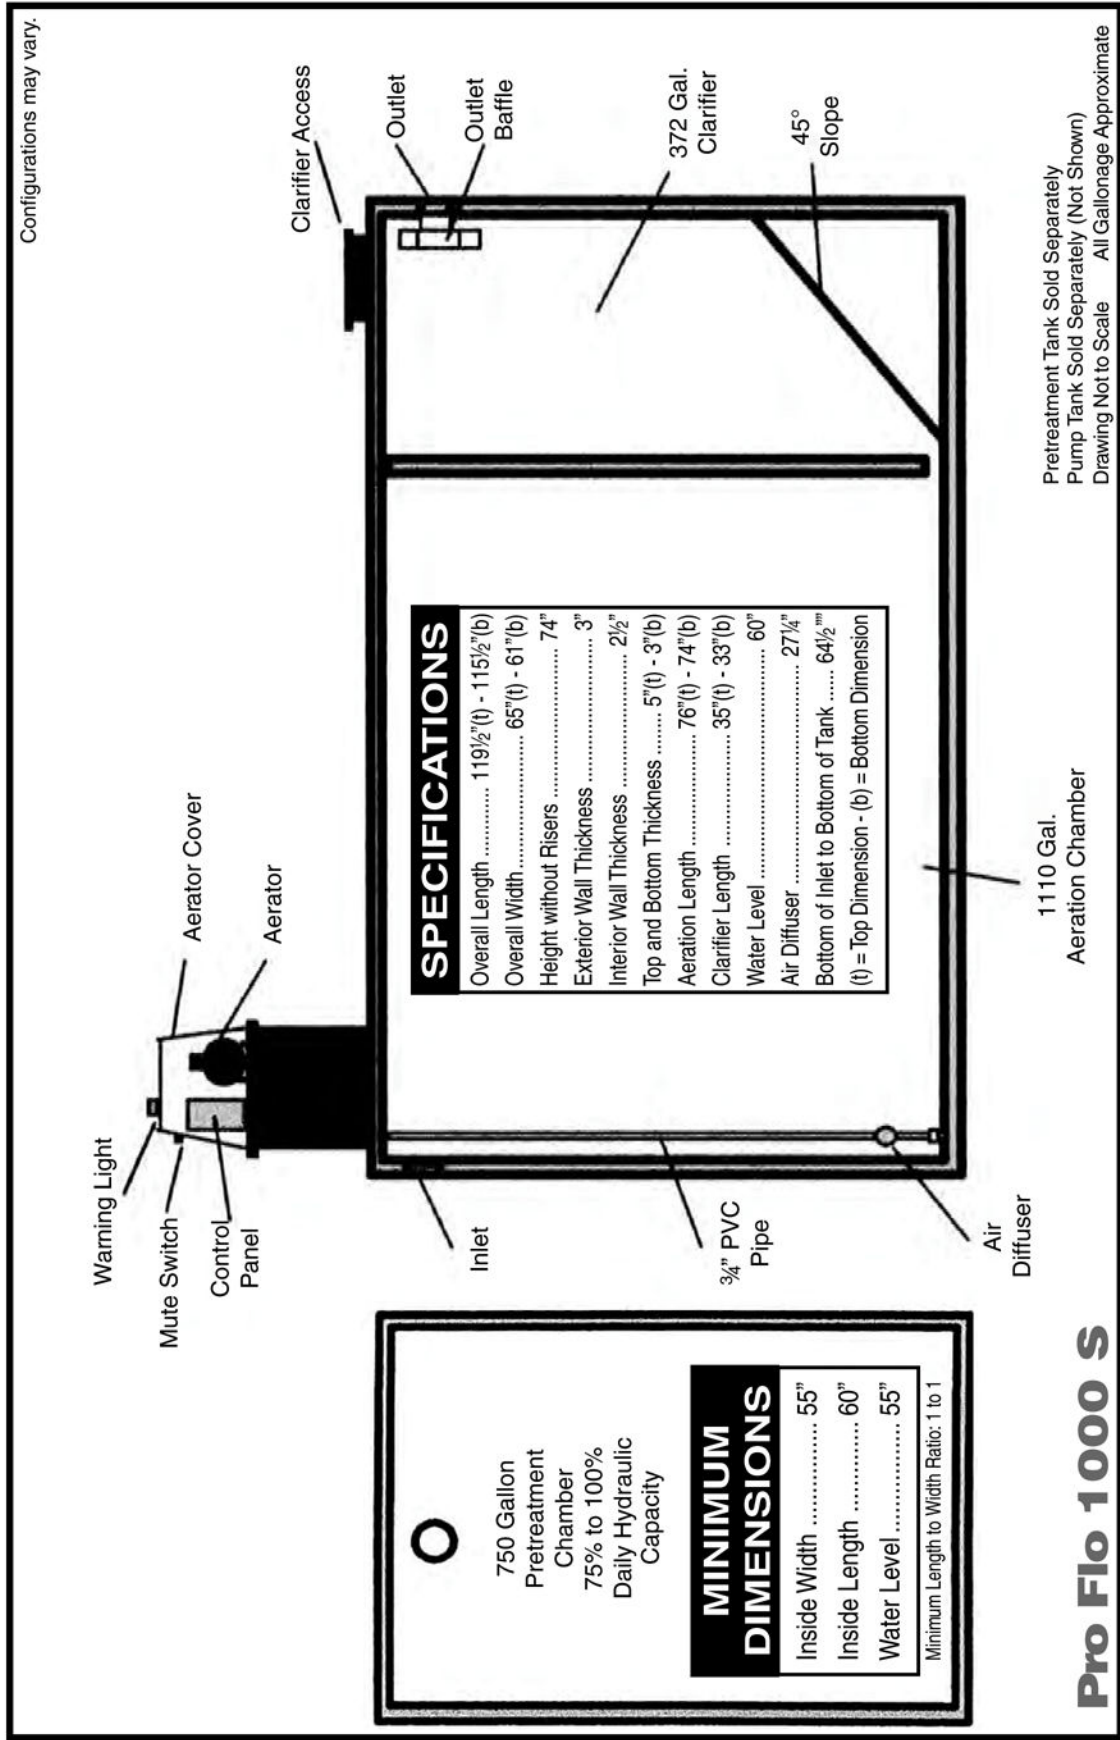 Configurations may vary.
Warning Light
Mute Switch
Control
Panel
Aerator Cover
Aerator
Clarifier Access
Outlet
Outlet
Baffle
372 Gal.
Clarifier
45°
Slope
Inlet
¾" PVC
Pipe
Air
Diffuser
1110 Gal.
Aeration Chamber
SPECIFICATIONS
Overall Length .......... 119½"(t) - 115½"(b)
Overall Width .................. 65"(t) - 61"(b)
Height without Risers ...................... 74"
Exterior Wall Thickness .................... 3"
Interior Wall Thickness .................. 2½"
Top and Bottom Thickness ....... 5"(t) - 3"(b)
Aeration Length ................. 76"(t) - 74"(b)
Clarifier Length ................ 35"(t) - 33"(b)
Water Level ................................. 60"
Air Diffuser ............................. 27¼"
Bottom of Inlet to Bottom of Tank ...... 64½""
(t) = Top Dimension - (b) = Bottom Dimension
750 Gallon
Pretreatment
Chamber
75% to 100%
Daily Hydraulic
Capacity
MINIMUM
DIMENSIONS
Inside Width .............. 55"
Inside Length ............ 60"
Water Level ................ 55"
Minimum Length to Width Ratio: 1 to 1
Pro Flo 1000 S
Pretreatment Tank Sold Separately
Pump Tank Sold Separately (Not Shown)
Drawing Not to Scale All Gallonage Approximate